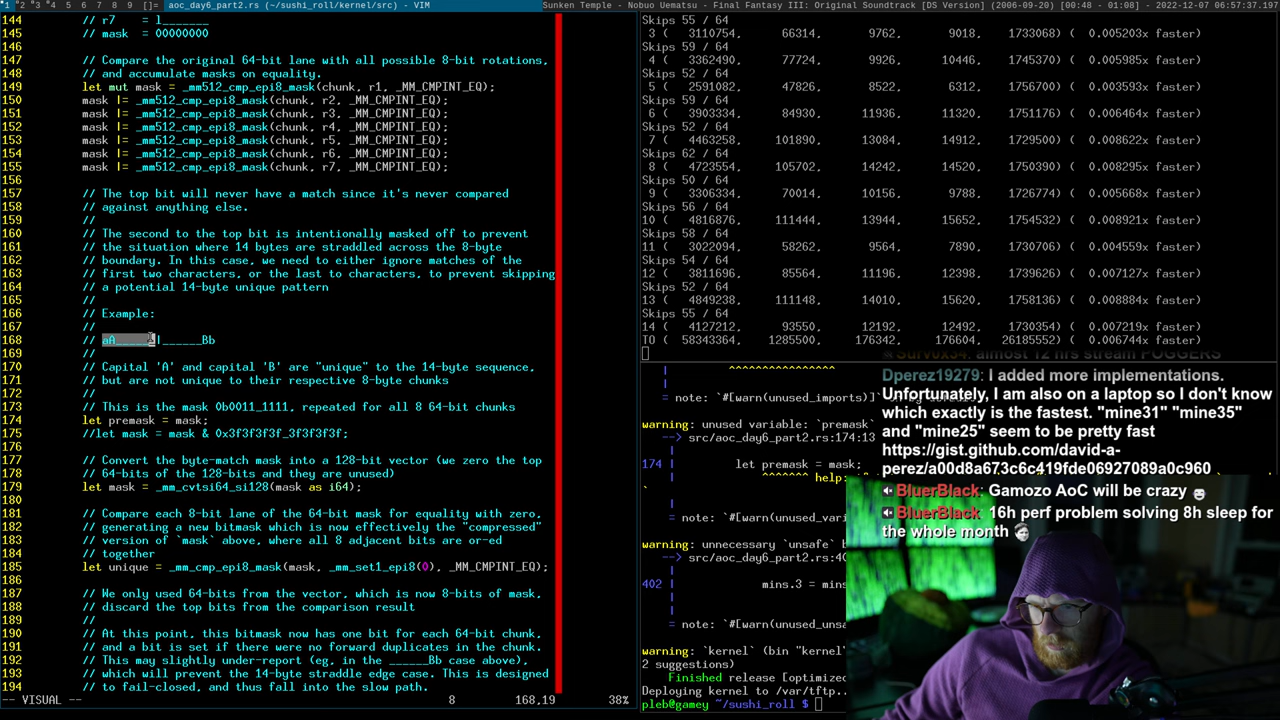 1 2 3 4 5 6 7 8 9 []= aoc_day6_part2.rs (~/sushi_roll/kernel/src) - VIM
Sunken Temple - Nobuo Uematsu - Final Fantasy III: Original Soundtrack [DS Version] (2006-09-20) [00:48 - 01:08] - 2022-12-07 06:57:37.197
144 // r7 = l_______
145 // mask = 00000000
146
147 // Compare the original 64-bit lane with all possible 8-bit rotations,
148 // and accumulate masks on equality.
149 let mut mask = _mm512_cmp_epi8_mask(chunk, r1, _MM_CMPINT_EQ);
150 mask |= _mm512_cmp_epi8_mask(chunk, r2, _MM_CMPINT_EQ);
151 mask |= _mm512_cmp_epi8_mask(chunk, r3, _MM_CMPINT_EQ);
152 mask |= _mm512_cmp_epi8_mask(chunk, r4, _MM_CMPINT_EQ);
153 mask |= _mm512_cmp_epi8_mask(chunk, r5, _MM_CMPINT_EQ);
154 mask |= _mm512_cmp_epi8_mask(chunk, r6, _MM_CMPINT_EQ);
155 mask |= _mm512_cmp_epi8_mask(chunk, r7, _MM_CMPINT_EQ);
156
157 // The top bit will never have a match since it's never compared
158 // against anything else.
159 //
160 // The second to the top bit is intentionally masked off to prevent
161 // the situation where 14 bytes are straddled across the 8-byte
162 // boundary. In this case, we need to either ignore matches of the
163 // first two characters, or the last to characters, to prevent skipping
164 // a potential 14-byte unique pattern
165 //
166 // Example:
167 //
168 // aA______|______Bb
169 //
170 // Capital 'A' and capital 'B' are "unique" to the 14-byte sequence,
171 // but are not unique to their respective 8-byte chunks
172 //
173 // This is the mask 0b0011_1111, repeated for all 8 64-bit chunks
174 let premask = mask;
175 //let mask = mask & 0x3f3f3f3f_3f3f3f3f;
176
177 // Convert the byte-match mask into a 128-bit vector (we zero the top
178 // 64-bits of the 128-bits and they are unused)
179 let mask = _mm_cvtsi64_si128(mask as i64);
180
181 // Compare each 8-bit lane of the 64-bit mask for equality with zero,
182 // generating a new bitmask which is now effectively the "compressed"
183 // version of `mask` above, where all 8 adjacent bits are or-ed
184 // together
185 let unique = _mm_cmp_epi8_mask(mask, _mm_set1_epi8(0), _MM_CMPINT_EQ);
186
187 // We only used 64-bits from the vector, which is now 8-bits of mask,
188 // discard the top bits from the comparison result
189 //
190 // At this point, this bitmask now has one bit for each 64-bit chunk,
191 // and a bit is set if there were no forward duplicates in the chunk.
192 // This may slightly under-report (eg, in the ______Bb case above),
193 // which will prevent the 14-byte straddle edge case. This is designed
194 // to fail-closed, and thus fall into the slow path.
-- VISUAL -- 8 168,19 38%
Skips 55 / 64
3 ( 3110754, 66314, 9762, 9018, 1733068) ( 0.005203x faster)
Skips 59 / 64
4 ( 3362490, 77724, 9926, 10446, 1745370) ( 0.005985x faster)
Skips 52 / 64
5 ( 2591082, 47826, 8522, 6312, 1756700) ( 0.003593x faster)
Skips 59 / 64
6 ( 3903334, 84930, 11936, 11320, 1751176) ( 0.006464x faster)
Skips 52 / 64
7 ( 4463258, 101890, 13084, 14912, 1729500) ( 0.008622x faster)
Skips 62 / 64
8 ( 4723554, 105702, 14242, 14520, 1750390) ( 0.008295x faster)
Skips 50 / 64
9 ( 3306334, 70014, 10156, 9788, 1726774) ( 0.005668x faster)
Skips 56 / 64
10 ( 4816876, 111444, 13944, 15652, 1754532) ( 0.008921x faster)
Skips 58 / 64
11 ( 3022094, 58262, 9564, 7890, 1730706) ( 0.004559x faster)
Skips 54 / 64
12 ( 3811696, 85564, 11196, 12398, 1739626) ( 0.007127x faster)
Skips 52 / 64
13 ( 4849238, 111148, 14010, 15620, 1758136) ( 0.008884x faster)
Skips 55 / 64
14 ( 4127212, 93550, 12192, 12492, 1730354) ( 0.007219x faster)
TO ( 58343364, 1285500, 176342, 176604, 26185552) ( 0.006744x faster)
^^^^^^^^^^^^^^^^
= note: `#[warn(unused_imports)]`
warning: unused variable: `premask`
--> src/aoc_day6_part2.rs:174:13
174 | let premask = mask;
^^^^^^^ help:
`
= note: `#[warn(unused_vari
warning: unnecessary `unsafe` b
--> src/aoc_day6_part2.rs:40
402 | mins.3 = mins
= note: `#[warn(unused_unsa
warning: `kernel` (bin "kernel"
2 suggestions)
Finished release [optimized
Deploying kernel to /var/tftp..
pleb@gamey ~/sushi_roll $
Survox34: almost 12 hrs stream POGGERS
Dperez19279: I added more implementations.
Unfortunately, I am also on a laptop so I don't know
which exactly is the fastest. "mine31" "mine35"
and "mine25" seem to be pretty fast
https://gist.github.com/david-a-
perez/a00d8a673c6c419fde06927089a0c960
BluerBlack: Gamozo AoC will be crazy
BluerBlack: 16h perf problem solving 8h sleep for
the whole month